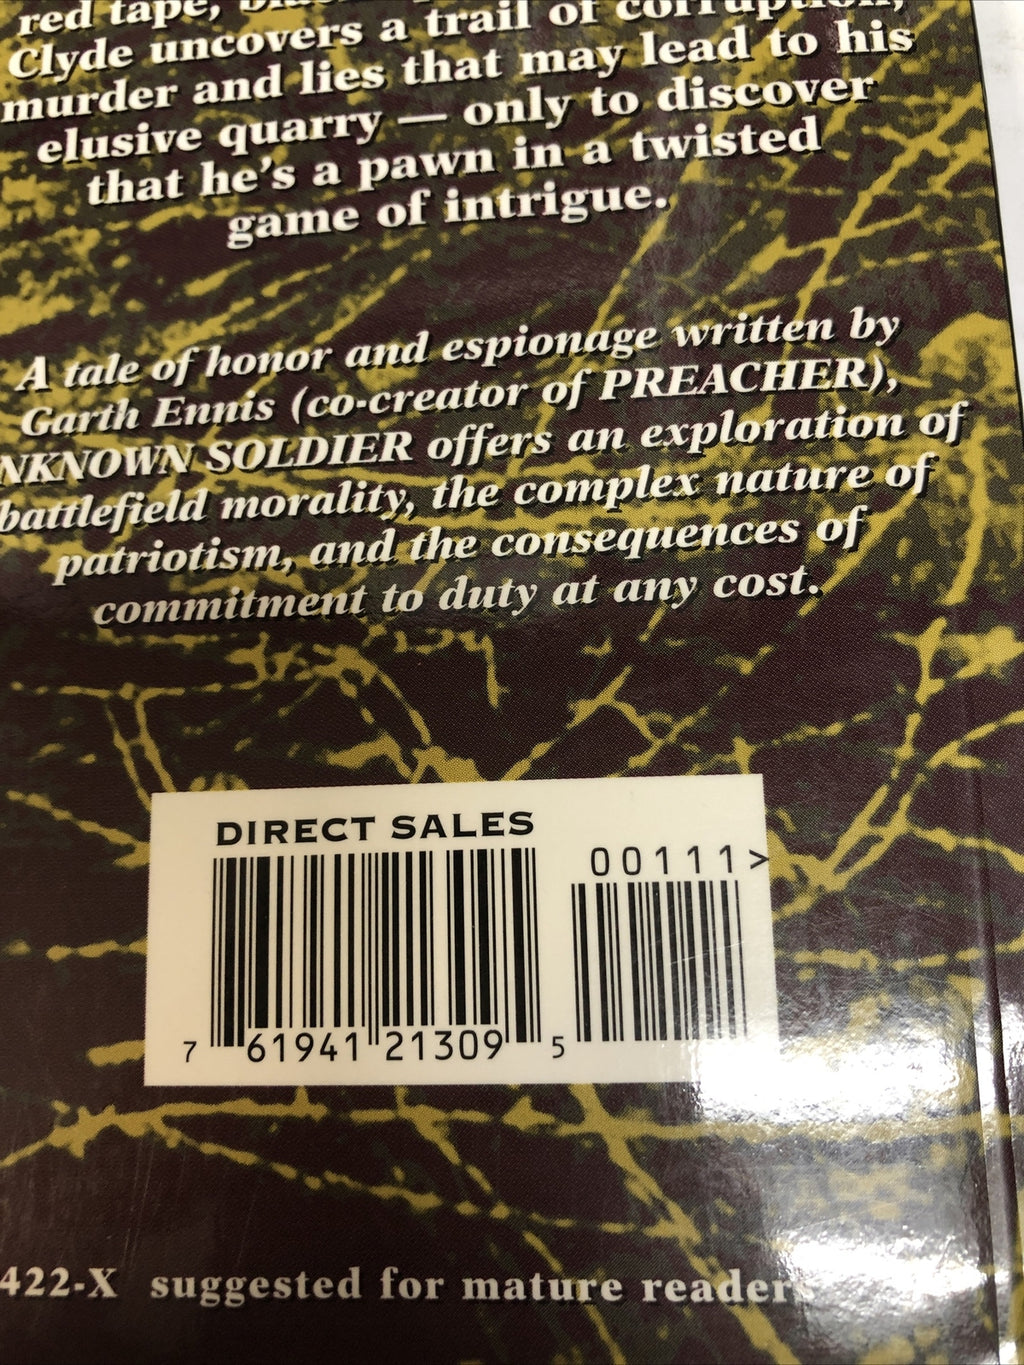 red tape,
Clyde uncovers a trail of corruption,
murder and lies that may lead to his
elusive quarry — only to discover
that he's a pawn in a twisted
game of intrigue.
A tale of honor and espionage written by
Garth Ennis (co-creator of PREACHER),
NKNOWN SOLDIER offers an exploration of
battlefield morality, the complex nature of
patriotism, and the consequences of
commitment to duty at any cost.
DIRECT SALES
00111>
7 61941 21309 5
422-X suggested for mature readers